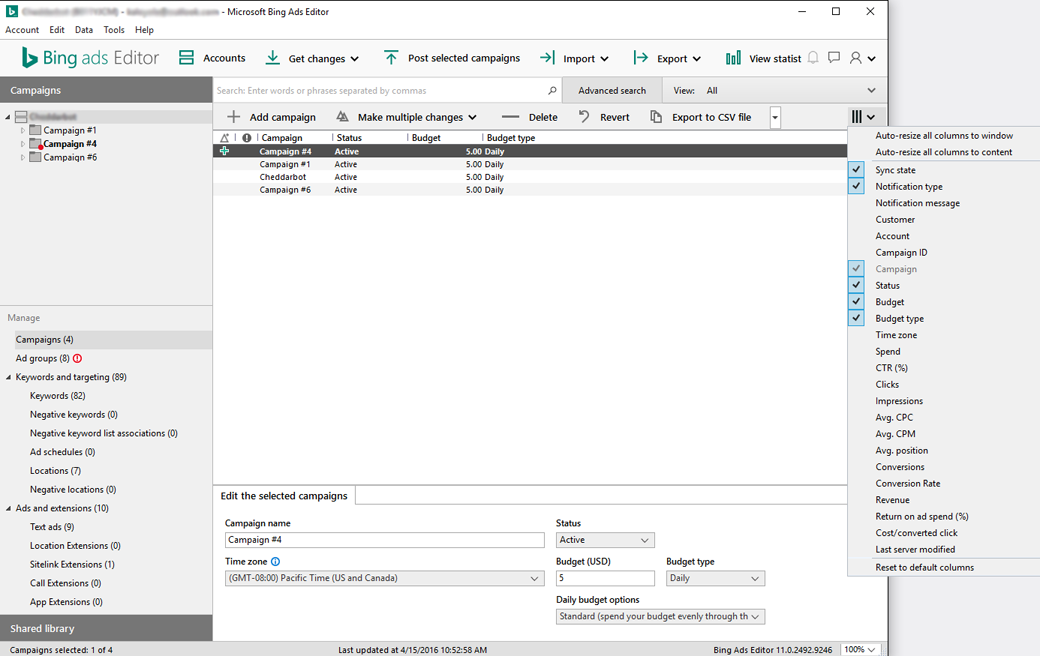 - Microsoft Bing Ads Editor
Account Edit Data Tools Help
Bing ads Editor
Accounts Get changes Post selected campaigns Import Export View statist
Campaigns
Search: Enter words or phrases separated by commas
Advanced search
View: All
Campaign #1
Campaign #4
Campaign #6
Add campaign Make multiple changes Delete Revert Export to CSV file
Campaign Status Budget Budget type
Campaign #4 Active 5.00 Daily
Campaign #1 Active 5.00 Daily
Cheddarbot Active 5.00 Daily
Campaign #6 Active 5.00 Daily
Auto-resize all columns to window
Auto-resize all columns to content
Sync state
Notification type
Notification message
Customer
Account
Campaign ID
Campaign
Status
Budget
Budget type
Time zone
Spend
CTR (%)
Clicks
Impressions
Avg. CPC
Avg. CPM
Avg. position
Conversions
Conversion Rate
Revenue
Return on ad spend (%)
Cost/converted click
Last server modified
Reset to default columns
Manage
Campaigns (4)
Ad groups (8)
Keywords and targeting (89)
Keywords (82)
Negative keywords (0)
Negative keyword list associations (0)
Ad schedules (0)
Locations (7)
Negative locations (0)
Ads and extensions (10)
Text ads (9)
Location Extensions (0)
Sitelink Extensions (1)
Call Extensions (0)
App Extensions (0)
Shared library
Edit the selected campaigns
Campaign name
Campaign #4
Status
Active
Time zone
(GMT-08:00) Pacific Time (US and Canada)
Budget (USD) Budget type
5 Daily
Daily budget options
Standard (spend your budget evenly through th
Campaigns selected: 1 of 4 Last updated at 4/15/2016 10:52:58 AM Bing Ads Editor 11.0.2492.9246 100%